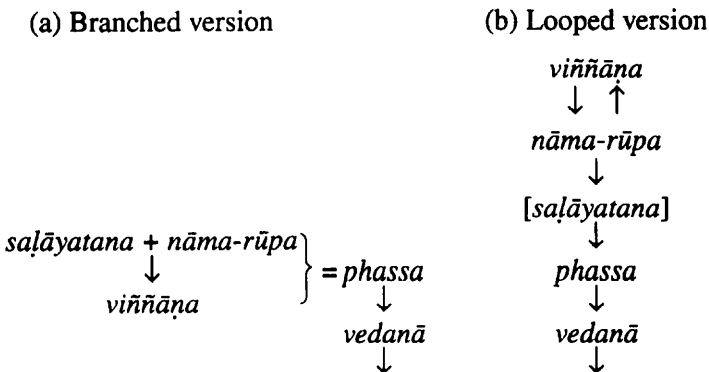 (a) Branched version
saḷāyatana + nāma-rūpa
↓
viññāṇa
} = phassa
↓
vedanā
↓
(b) Looped version
viññāṇa
↓ ↑
nāma-rūpa
↓
[saḷāyatana]
↓
phassa
↓
vedanā
↓